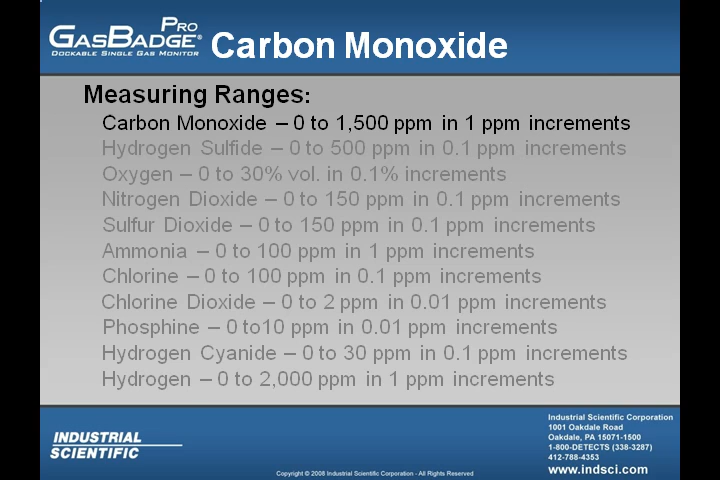 GASBADGE® PRO
DOCKABLE SINGLE GAS MONITOR
Carbon Monoxide
Measuring Ranges:
Carbon Monoxide – 0 to 1,500 ppm in 1 ppm increments
Hydrogen Sulfide – 0 to 500 ppm in 0.1 ppm increments
Oxygen – 0 to 30% vol. in 0.1% increments
Nitrogen Dioxide – 0 to 150 ppm in 0.1 ppm increments
Sulfur Dioxide – 0 to 150 ppm in 0.1 ppm increments
Ammonia – 0 to 100 ppm in 1 ppm increments
Chlorine – 0 to 100 ppm in 0.1 ppm increments
Chlorine Dioxide – 0 to 2 ppm in 0.01 ppm increments
Phosphine – 0 to10 ppm in 0.01 ppm increments
Hydrogen Cyanide – 0 to 30 ppm in 0.1 ppm increments
Hydrogen – 0 to 2,000 ppm in 1 ppm increments
INDUSTRIAL
SCIENTIFIC
Copyright © 2008 Industrial Scientific Corporation - All Rights Reserved
Industrial Scientific Corporation
1001 Oakdale Road
Oakdale, PA 15071-1500
1-800-DETECTS (338-3287)
412-788-4353
www.indsci.com